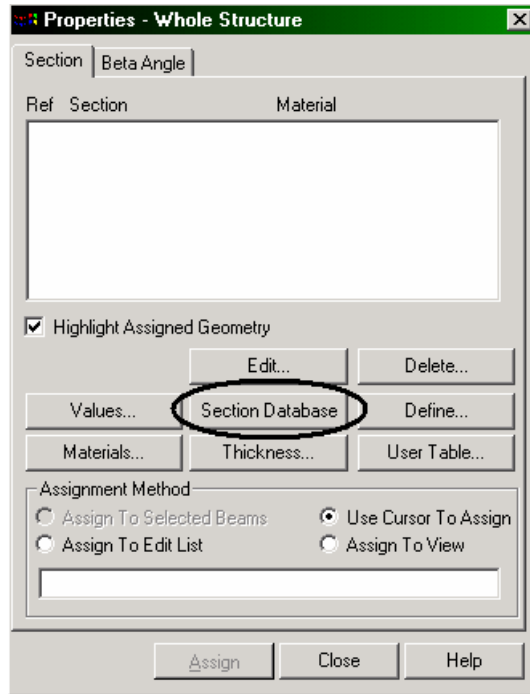 Properties - Whole Structure
Section Beta Angle
Ref Section Material
Highlight Assigned Geometry
Edit... Delete...
Values... Section Database Define...
Materials... Thickness... User Table...
Assignment Method
Assign To Selected Beams Use Cursor To Assign
Assign To Edit List Assign To View
Assign Close Help